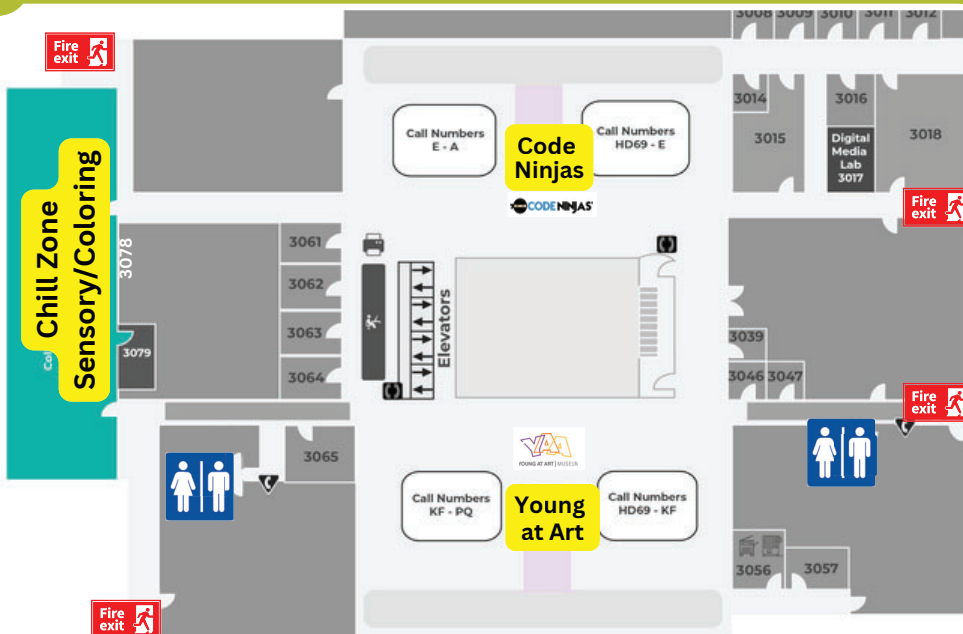 3008 3009 3010 3011 3012
Fire
exit
Call Numbers
E - A
Code
Ninjas
Call Numbers
HD69 - E
CODE NINJAS
3014
3015
3016
Digital
Media
Lab
3017
3018
Fire
exit
Chill Zone
Sensory/Coloring
3078
3079
3061
3062
3063
3064
Elevators
3039
3046 3047
Fire
exit
3065
YAA
YOUNG AT ART | MUSEUM
Call Numbers
KF - PQ
Young
at Art
Call Numbers
HD69 - KF
3056
3057
Fire
exit